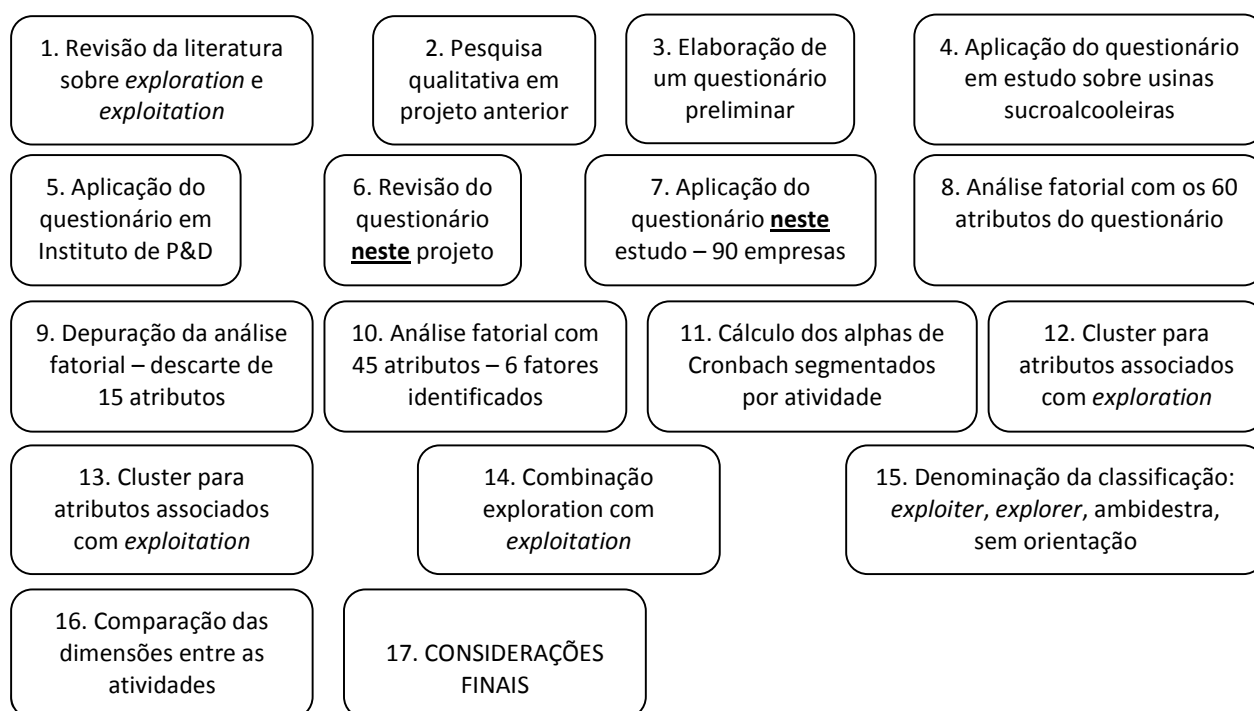 1. Revisão da literatura
sobre exploration e
exploitation
2. Pesquisa
qualitativa em
projeto anterior
3. Elaboração de
um questionário
preliminar
4. Aplicação do questionário
em estudo sobre usinas
sucroalcooleiras
5. Aplicação do
questionário em
Instituto de P&D
6. Revisão do
questionário
neste projeto
7. Aplicação do
questionário neste
estudo – 90 empresas
8. Análise fatorial com os 60
atributos do questionário
9. Depuração da análise
fatorial – descarte de
15 atributos
10. Análise fatorial com
45 atributos – 6 fatores
identificados
11. Cálculo dos alphas de
Cronbach segmentados
por atividade
12. Cluster para
atributos associados
com exploration
13. Cluster para
atributos associados
com exploitation
14. Combinação
exploration com
exploitation
15. Denominação da classificação:
exploiter, explorer, ambidestra,
sem orientação
16. Comparação das
dimensões entre as
atividades
17. CONSIDERAÇÕES
FINAIS